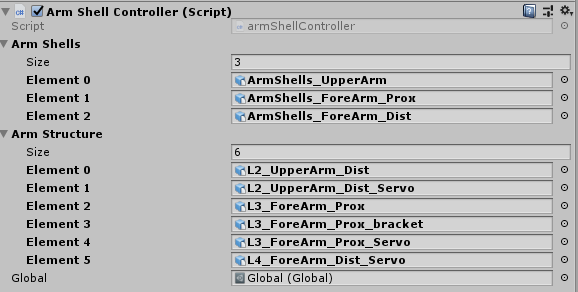 Arm Shell Controller (Script)
Script armShellController
Arm Shells
Size 3
Element 0 ArmShells_UpperArm
Element 1 ArmShells_ForeArm_Prox
Element 2 ArmShells_ForeArm_Dist
Arm Structure
Size 6
Element 0 L2_UpperArm_Dist
Element 1 L2_UpperArm_Dist_Servo
Element 2 L3_ForeArm_Prox
Element 3 L3_ForeArm_Prox_bracket
Element 4 L3_ForeArm_Prox_Servo
Element 5 L4_ForeArm_Dist_Servo
Global Global (Global)